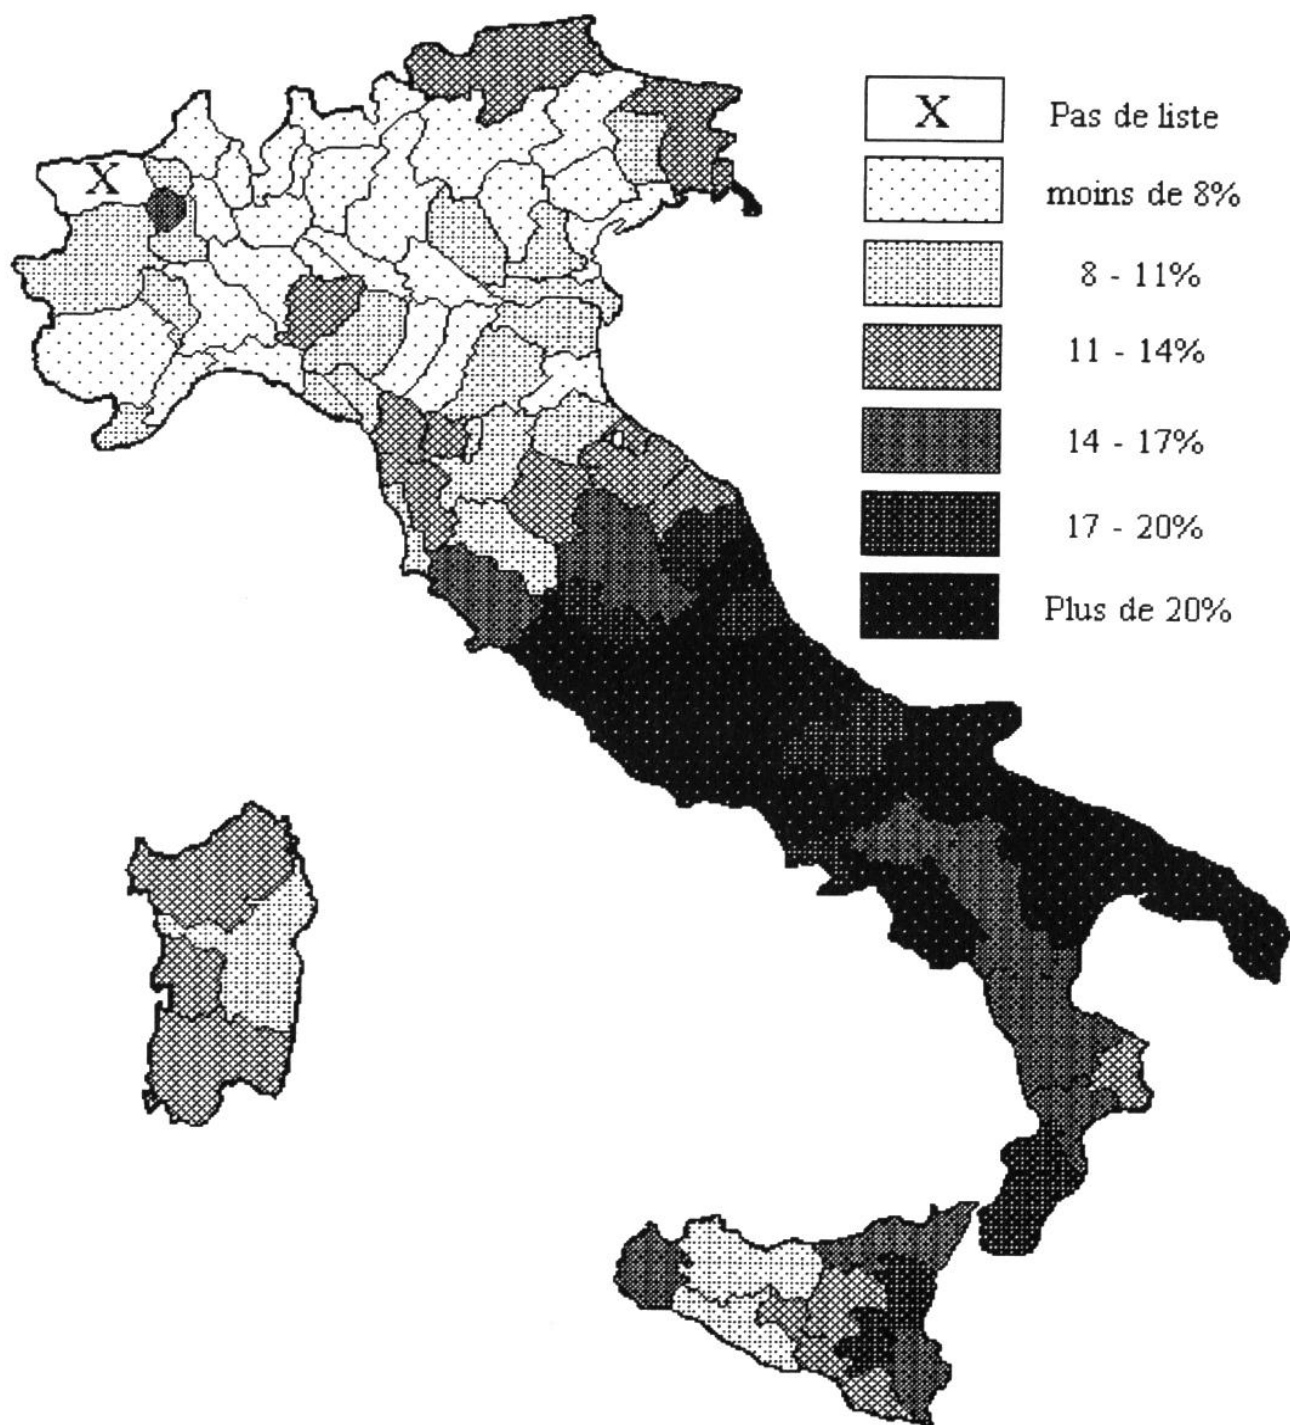 X
Pas de liste
moins de 8%
8 - 11%
11 - 14%
14 - 17%
17 - 20%
Plus de 20%
X